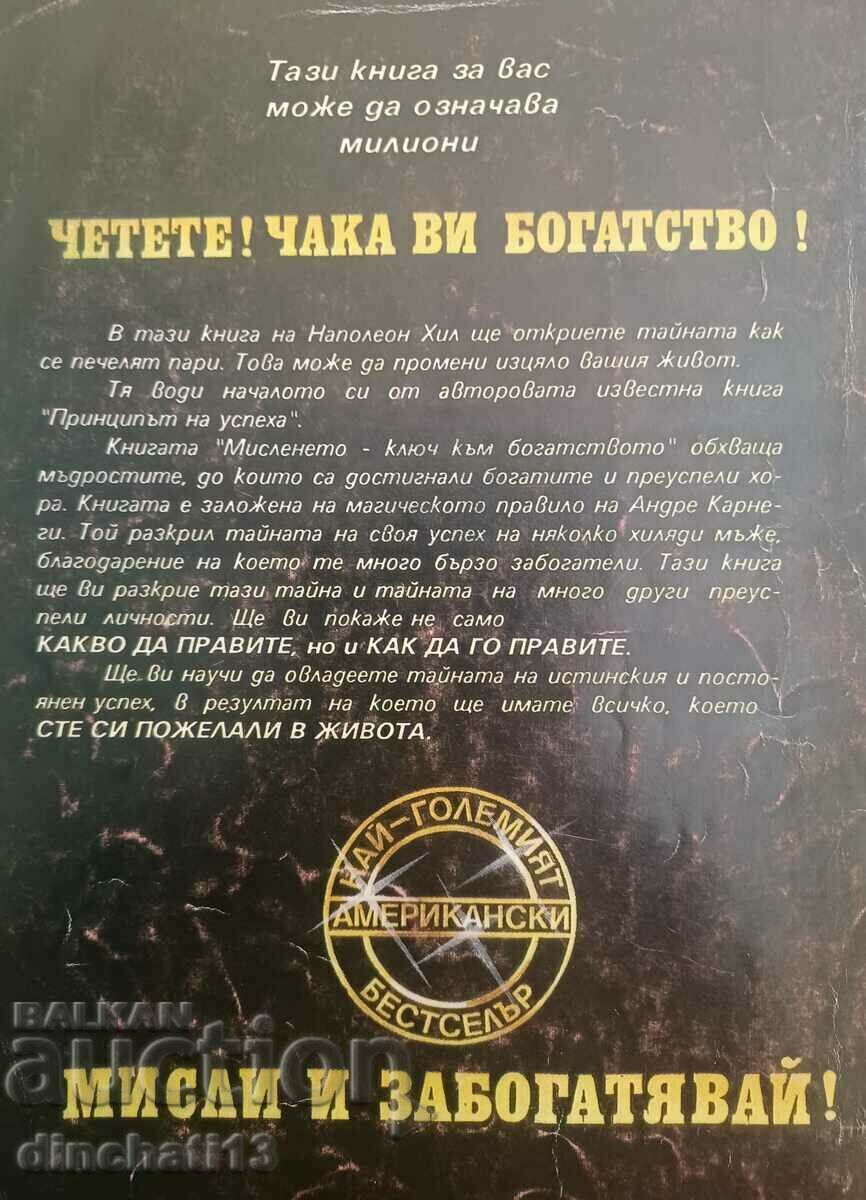 Тази книга за вас
може да означава
милиони
ЧЕТЕТЕ! ЧАКА ВИ БОГАТСТВО!
В тази книга на Наполеон Хил ще откриете тайната как
се печелят пари. Това може да промени изцяло вашия живот.
Тя води началото си от авторовата известна книга
"Принципът на успеха".
Книгата "Мисленето - ключ към богатството" обхваща
мъдростите, до които са достигнали богатите и преуспели хо-
ра. Книгата е заложена на магическото правило на Андре Карне-
ги. Той разкрил тайната на своя успех на няколко хиляди мъже,
благодарение на което те много бързо забогатели. Тази книга
ще ви разкрие тази тайна и тайната на много други преус-
пели личности. Ще ви покаже не само
КАКВО ДА ПРАВИТЕ, но и КАК ДА ГО ПРАВИТЕ.
Ще ви научи да овладеете тайната на истинския и посто-
янен успех, в резултат на което ще имате всичко, което
СТЕ СИ ПОЖЕЛАЛИ В ЖИВОТА.
НАЙ-ГОЛЕМИЯТ
АМЕРИКАНСКИ
БЕСТСЕЛЪР
BALKAN
auction
МИСЛИ И ЗАБОГАТЯВАЙ!
dinchati13